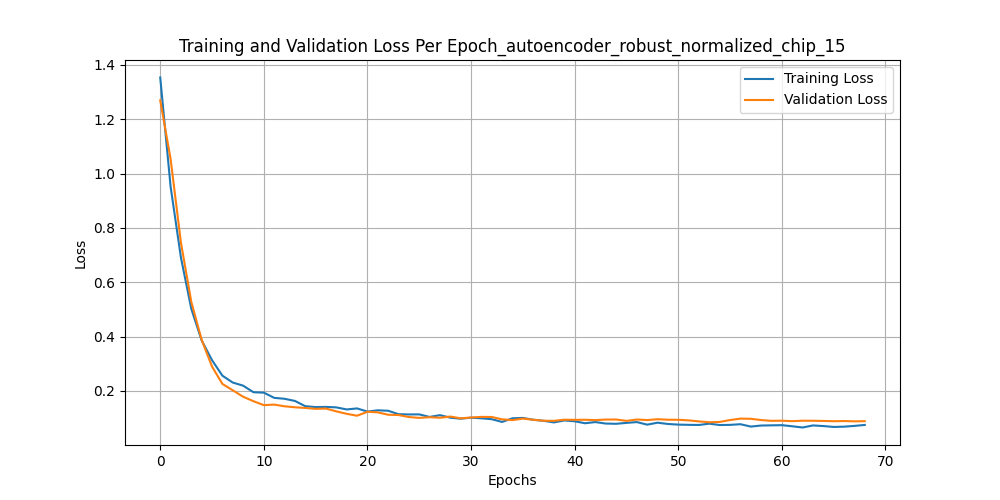 Training and Validation Loss Per Epoch_autoencoder_robust_normalized_chip_15
Training Loss
Validation Loss
Loss
1.4
1.2
1.0
0.8
0.6
0.4
0.2
0 10 20 30 40 50 60 70
Epochs